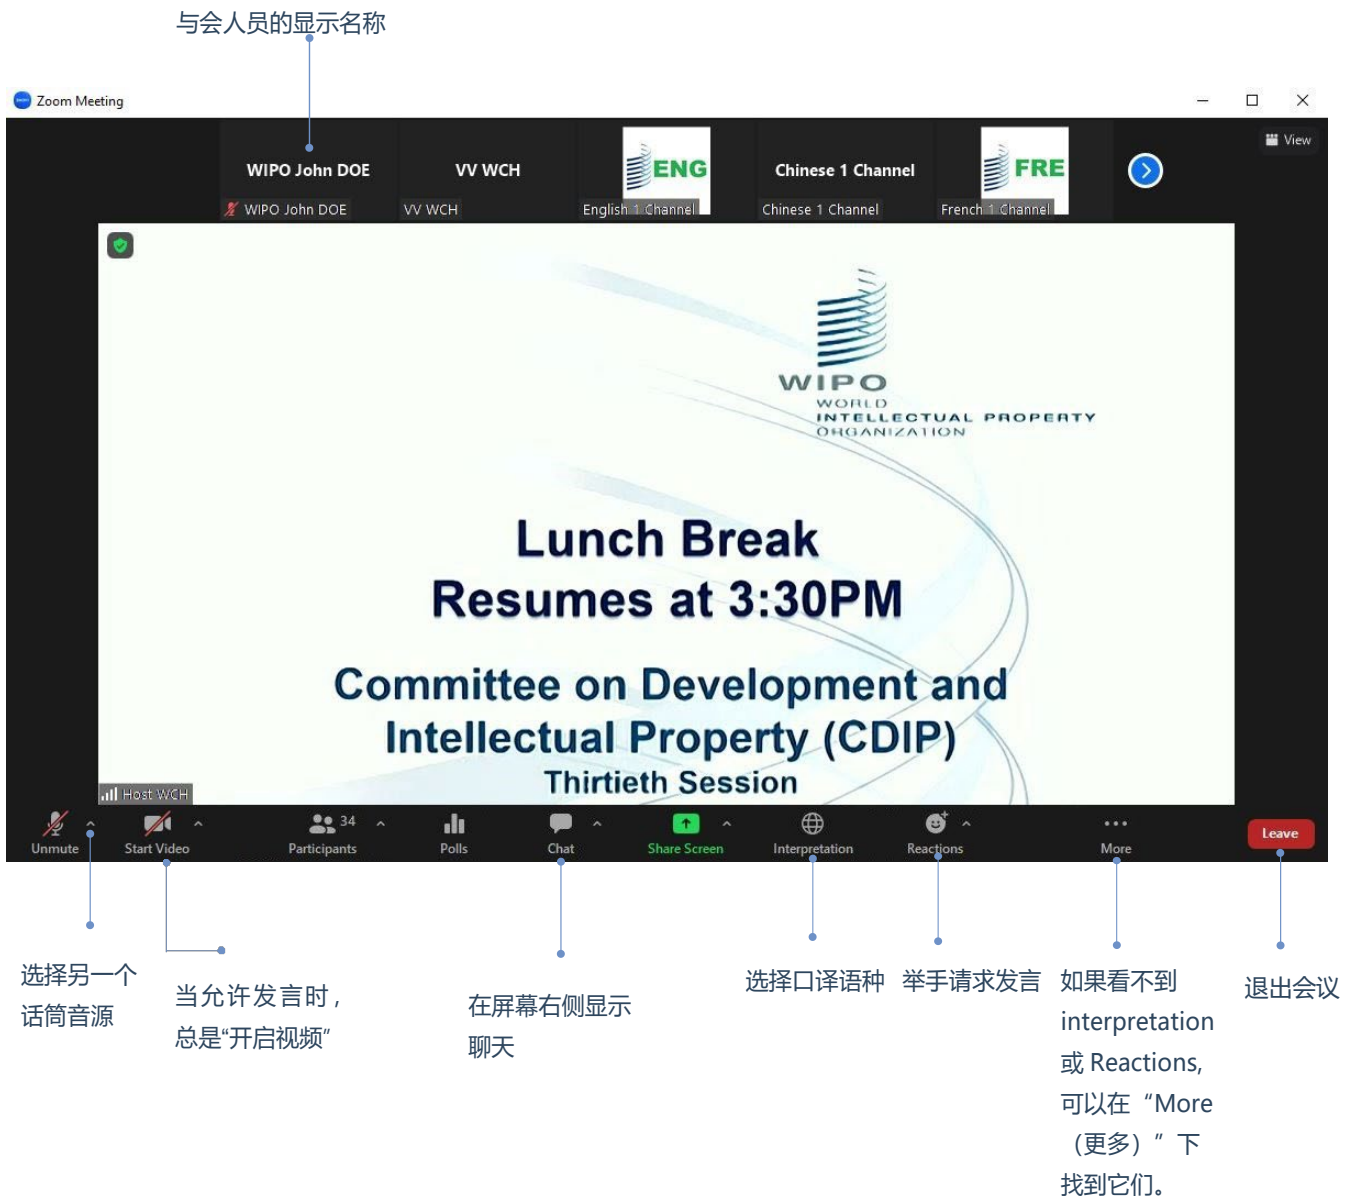 与会人员的显示名称
Zoom Meeting
View
WIPO John DOE
VV WCH
ENG
Chinese 1 Channel
FRE
WIPO John DOE
VV WCH
English 1 Channel
Chinese 1 Channel
French 1 Channel
WIPO
WORLD
INTELLECTUAL PROPERTY
ORGANIZATION
Lunch Break
Resumes at 3:30PM
Committee on Development and
Intellectual Property (CDIP)
Thirtieth Session
Host WCH
34
Unmute
Start Video
Participants
Polls
Chat
Share Screen
Interpretation
Reactions
More
Leave
选择另一个
话筒音源
当允许发言时,
总是“开启视频”
在屏幕右侧显示
聊天
选择口译语种
举手请求发言
如果看不到
interpretation
或 Reactions,
可以在“More
（更多）”下
找到它们。
退出会议